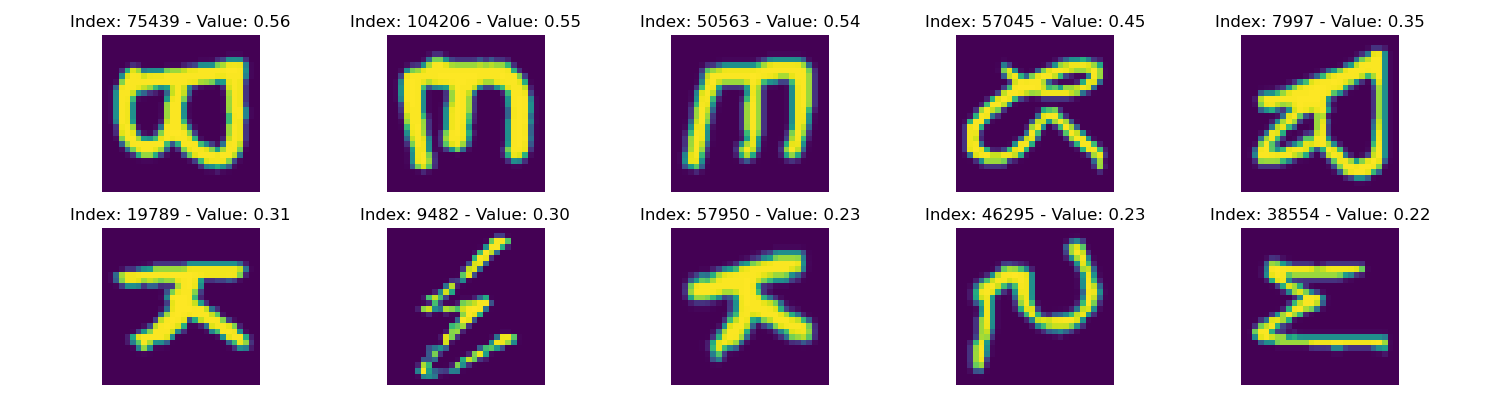 Index: 75439 - Value: 0.56 Index: 104206 - Value: 0.55 Index: 50563 - Value: 0.54 Index: 57045 - Value: 0.45 Index: 7997 - Value: 0.35
Index: 19789 - Value: 0.31 Index: 9482 - Value: 0.30 Index: 57950 - Value: 0.23 Index: 46295 - Value: 0.23 Index: 38554 - Value: 0.22